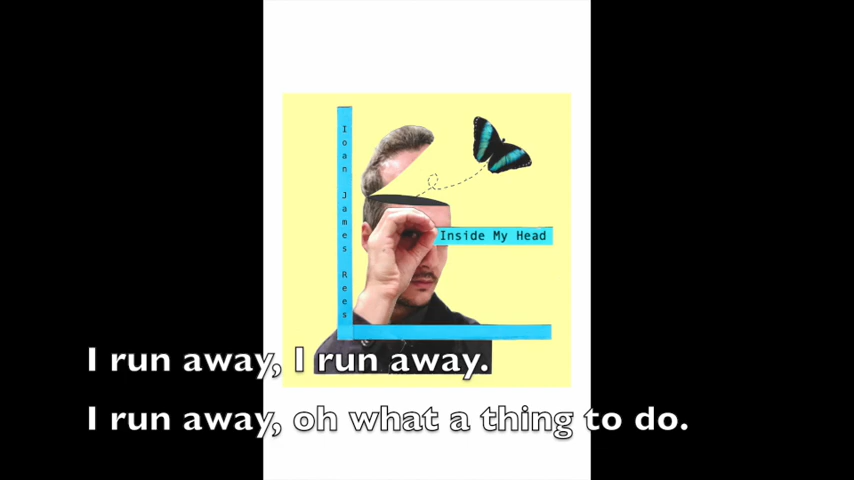 Ioan James Rees
Inside My Head
I run away, I run away.
I run away, oh what a thing to do.